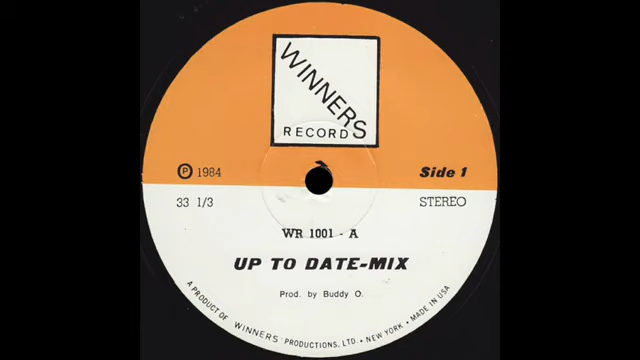 WINNERS
RECORDS
Ⓟ 1984
Side 1
33 1/3
STEREO
WR 1001 - A
UP TO DATE-MIX
Prod. by Buddy O.
A PRODUCT OF WINNERS PRODUCTIONS, LTD. • NEW YORK • MADE IN USA